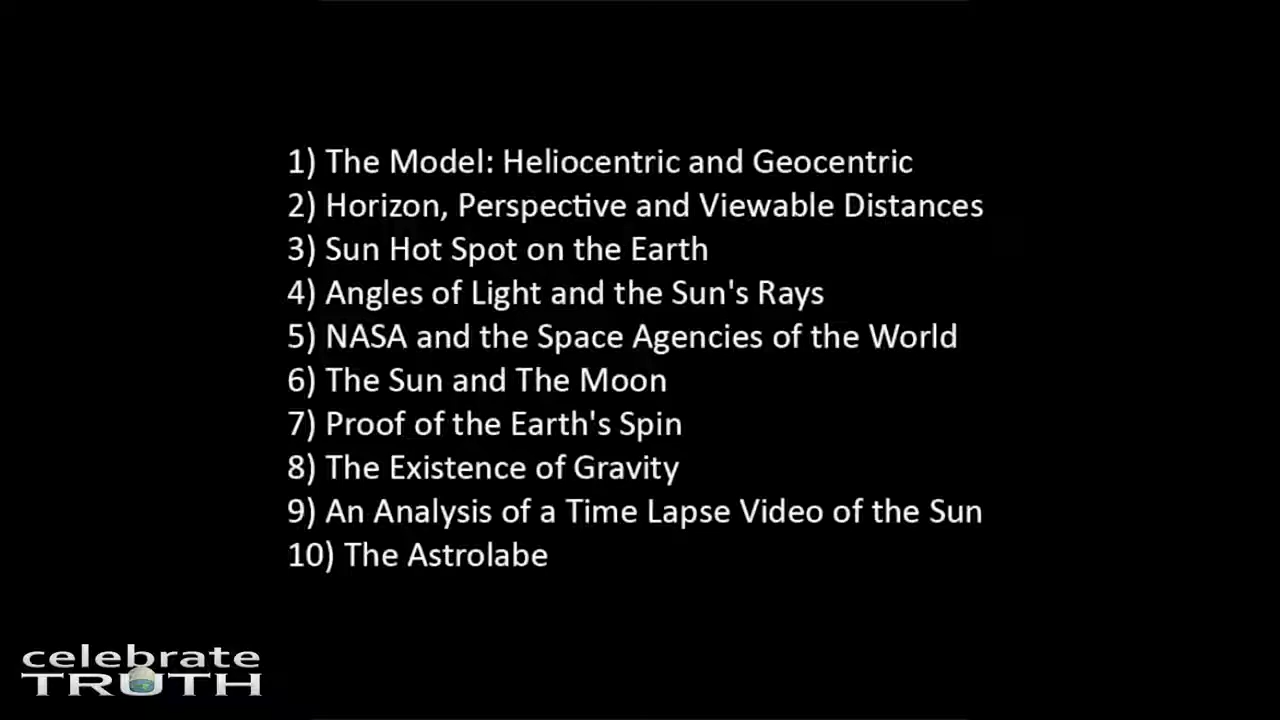 1) The Model: Heliocentric and Geocentric
2) Horizon, Perspective and Viewable Distances
3) Sun Hot Spot on the Earth
4) Angles of Light and the Sun's Rays
5) NASA and the Space Agencies of the World
6) The Sun and The Moon
7) Proof of the Earth's Spin
8) The Existence of Gravity
9) An Analysis of a Time Lapse Video of the Sun
10) The Astrolabe
celebrate
TRUTH